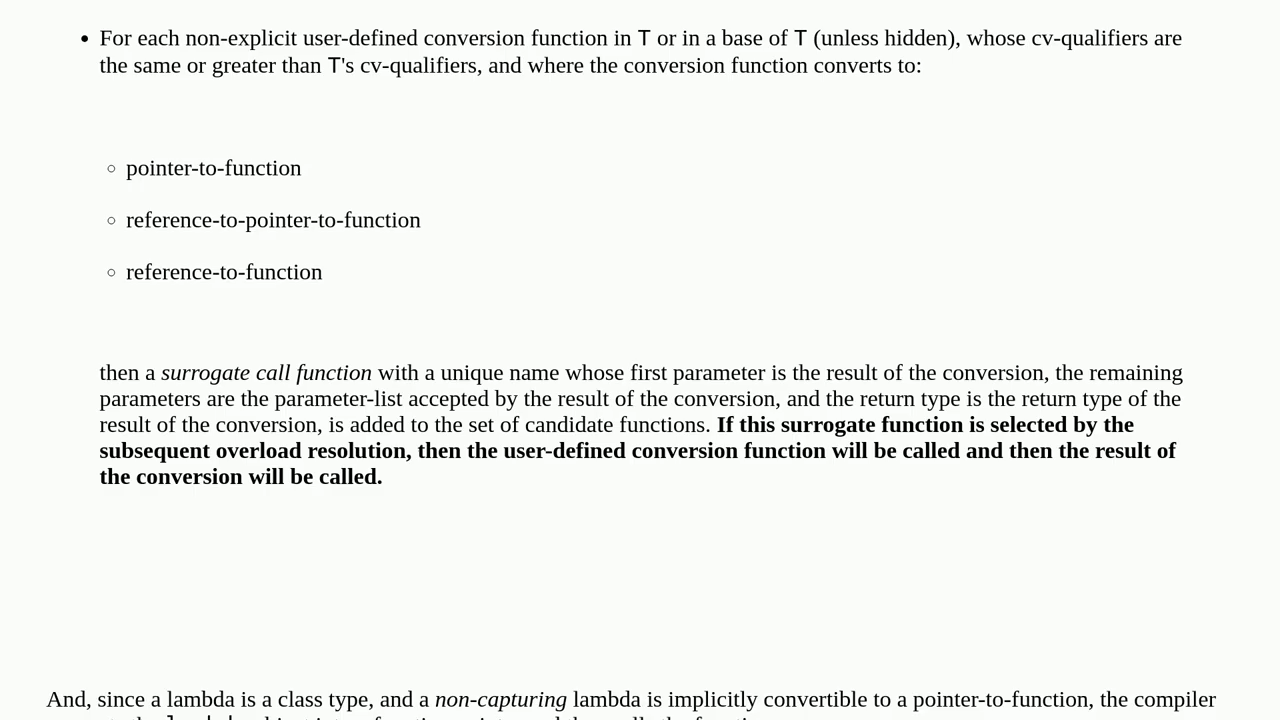 • For each non-explicit user-defined conversion function in T or in a base of T (unless hidden), whose cv-qualifiers are
the same or greater than T's cv-qualifiers, and where the conversion function converts to:
◦ pointer-to-function
◦ reference-to-pointer-to-function
◦ reference-to-function
then a surrogate call function with a unique name whose first parameter is the result of the conversion, the remaining
parameters are the parameter-list accepted by the result of the conversion, and the return type is the return type of the
result of the conversion, is added to the set of candidate functions. If this surrogate function is selected by the
subsequent overload resolution, then the user-defined conversion function will be called and then the result of
the conversion will be called.
And, since a lambda is a class type, and a non-capturing lambda is implicitly convertible to a pointer-to-function, the compiler